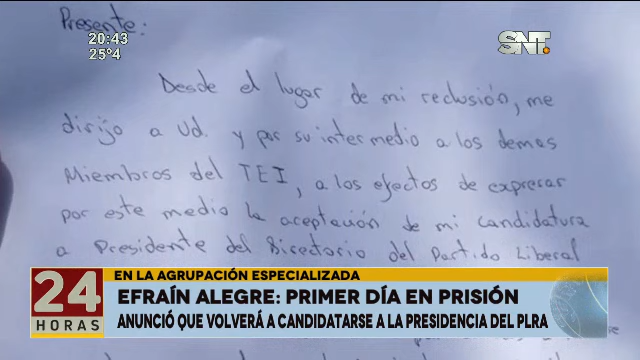 Presente:
20:43
25°4
SNT
Desde el lugar de mi reclusión, me
dirijo a Ud. y por su intermedio a los demas
Miembros del TEI, a los efectos de expresar
por este medio la aceptación de mi candidatura
a Presidente del Directorio del Partido Liberal
EN LA AGRUPACIÓN ESPECIALIZADA
24
HORAS
EFRAÍN ALEGRE: PRIMER DÍA EN PRISIÓN
ANUNCIÓ QUE VOLVERÁ A CANDIDATARSE A LA PRESIDENCIA DEL PLRA